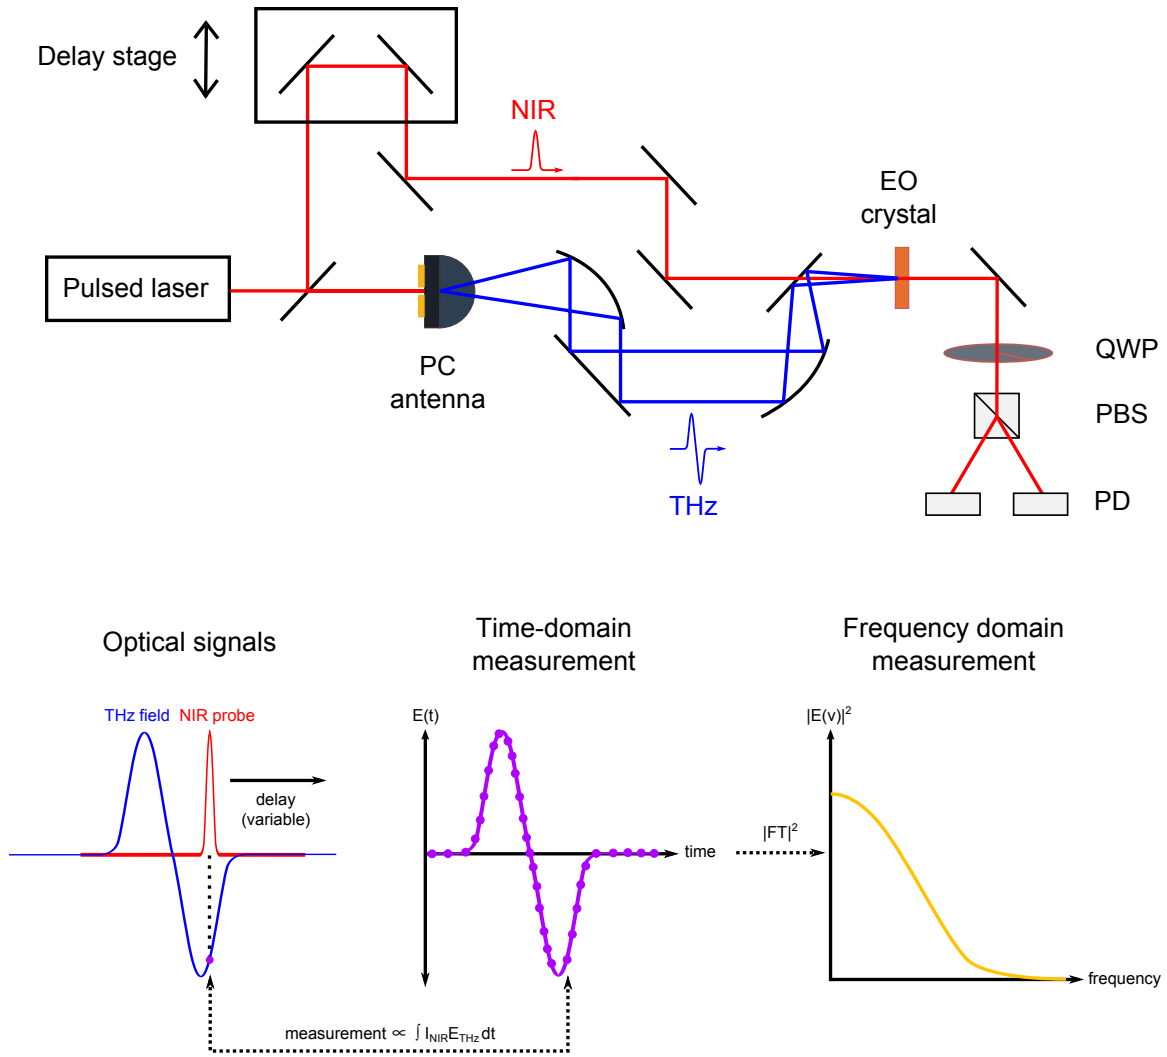 Delay stage
NIR
EO
crystal
Pulsed laser
PC
antenna
QWP
PBS
PD
THz
Optical signals
Time-domain
measurement
Frequency domain
measurement
THz field
NIR probe
delay
(variable)
E(t)
time
|FT|²
|E(v)|²
frequency
measurement ∝ ∫ I_NIR E_THz dt